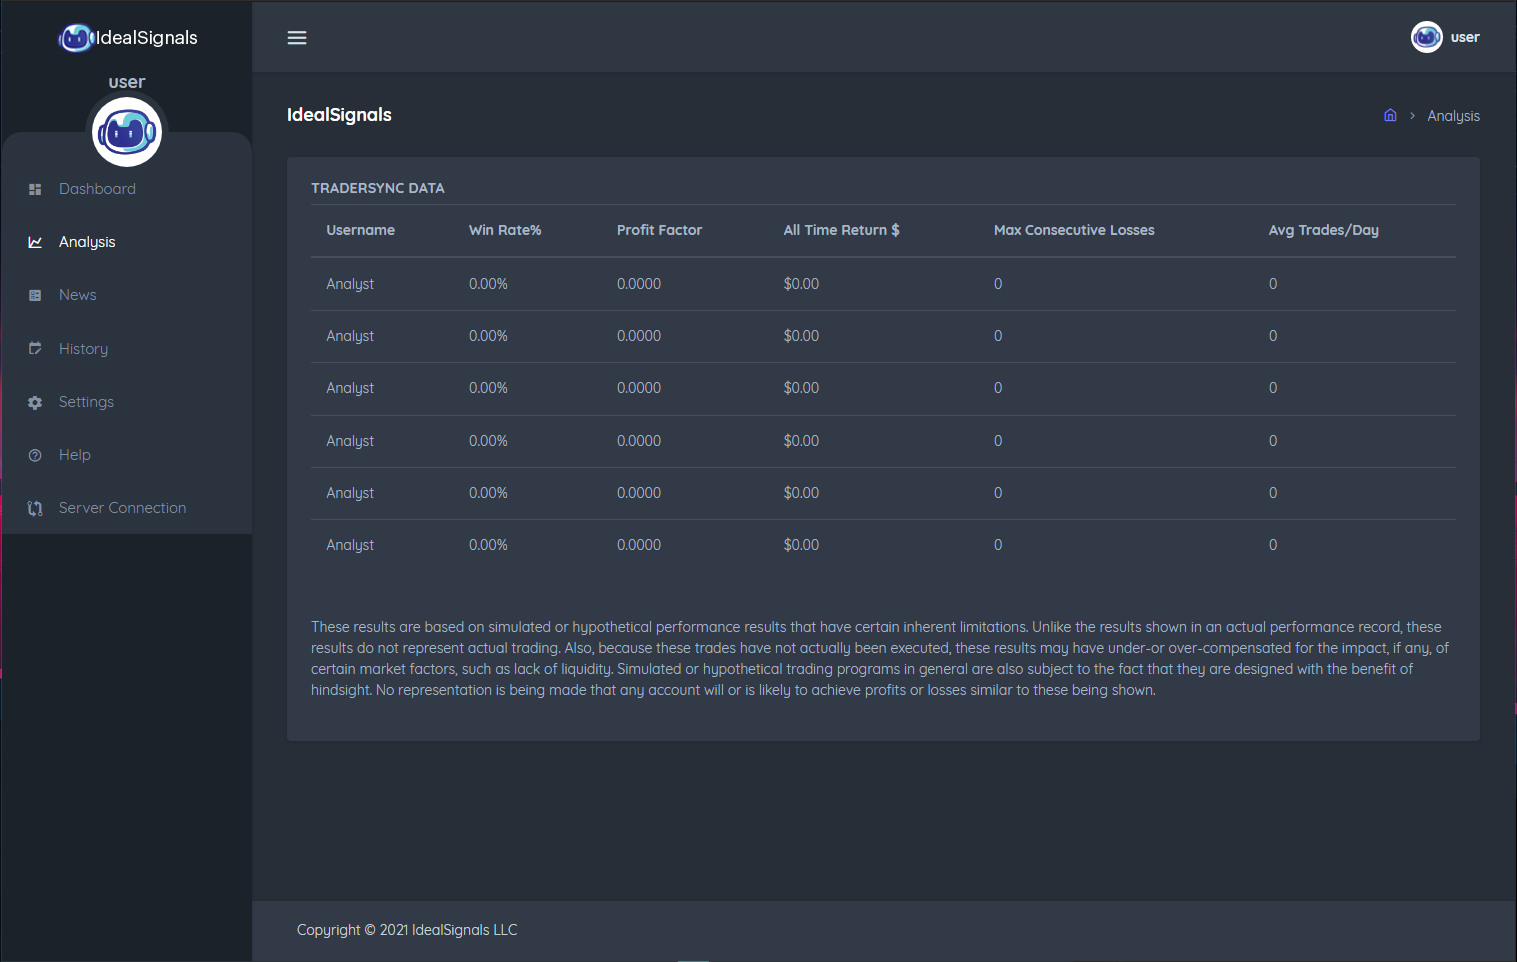 IdealSignals
user
user
Dashboard
Analysis
News
History
Settings
Help
Server Connection
IdealSignals
Analysis
TRADERSYNC DATA
Username Win Rate% Profit Factor All Time Return $ Max Consecutive Losses Avg Trades/Day
Analyst 0.00% 0.0000 $0.00 0 0
Analyst 0.00% 0.0000 $0.00 0 0
Analyst 0.00% 0.0000 $0.00 0 0
Analyst 0.00% 0.0000 $0.00 0 0
Analyst 0.00% 0.0000 $0.00 0 0
Analyst 0.00% 0.0000 $0.00 0 0
These results are based on simulated or hypothetical performance results that have certain inherent limitations. Unlike the results shown in an actual performance record, these
results do not represent actual trading. Also, because these trades have not actually been executed, these results may have under-or over-compensated for the impact, if any, of
certain market factors, such as lack of liquidity. Simulated or hypothetical trading programs in general are also subject to the fact that they are designed with the benefit of
hindsight. No representation is being made that any account will or is likely to achieve profits or losses similar to these being shown.
Copyright © 2021 IdealSignals LLC